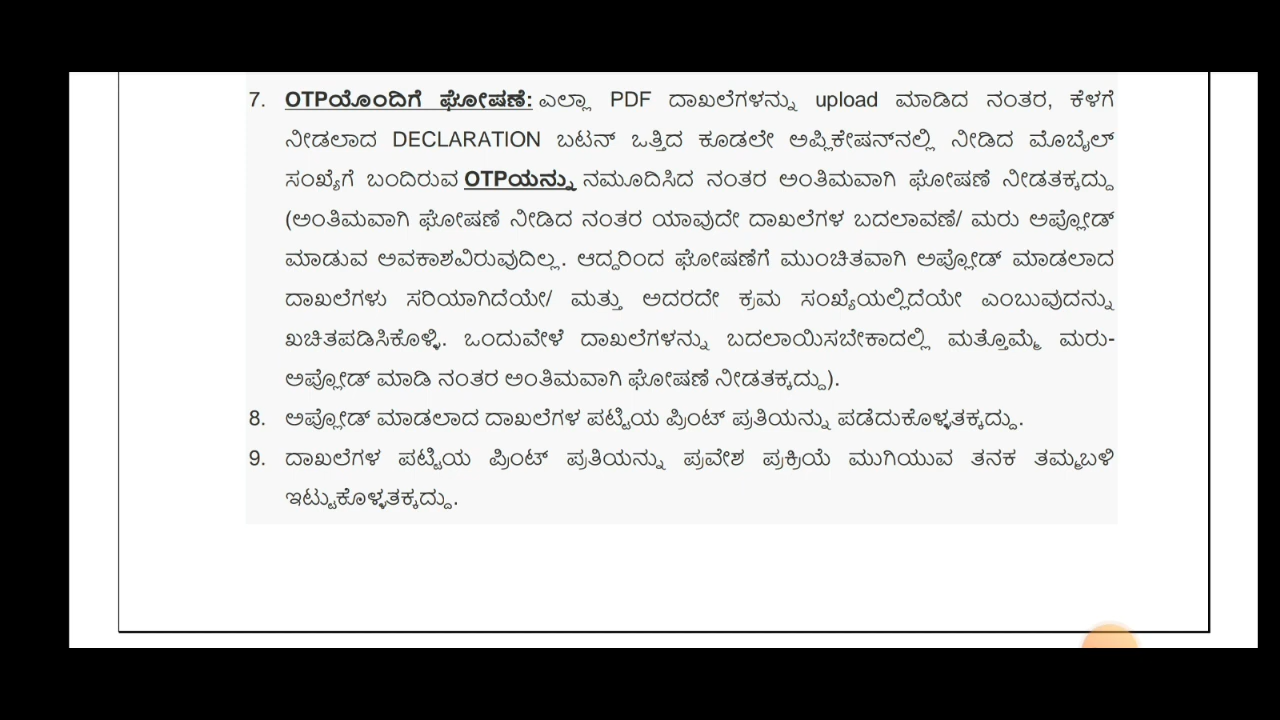 7. OTPಯೊಂದಿಗೆ ಘೋಷಣೆ: ಎಲ್ಲಾ PDF ದಾಖಲೆಗಳನ್ನು upload ಮಾಡಿದ ನಂತರ, ಕೆಳಗೆ
ನೀಡಲಾದ DECLARATION ಬಟನ್ ಒತ್ತಿದ ಕೂಡಲೇ ಅಪ್ಲಿಕೇಷನ್‌ನಲ್ಲಿ ನೀಡಿದ ಮೊಬೈಲ್
ಸಂಖ್ಯೆಗೆ ಬಂದಿರುವ OTPಯನ್ನು ನಮೂದಿಸಿದ ನಂತರ ಅಂತಿಮವಾಗಿ ಘೋಷಣೆ ನೀಡತಕ್ಕದ್ದು
(ಅಂತಿಮವಾಗಿ ಘೋಷಣೆ ನೀಡಿದ ನಂತರ ಯಾವುದೇ ದಾಖಲೆಗಳ ಬದಲಾವಣೆ/ ಮರು ಅಪ್ಲೋಡ್
ಮಾಡುವ ಅವಕಾಶವಿರುವುದಿಲ್ಲ. ಆದ್ದರಿಂದ ಘೋಷಣೆಗೆ ಮುಂಚಿತವಾಗಿ ಅಪ್ಲೋಡ್ ಮಾಡಲಾದ
ದಾಖಲೆಗಳು ಸರಿಯಾಗಿದೆಯೇ/ ಮತ್ತು ಅದರದೇ ಕ್ರಮ ಸಂಖ್ಯೆಯಲ್ಲಿದೆಯೇ ಎಂಬುವುದನ್ನು
ಖಚಿತಪಡಿಸಿಕೊಳ್ಳಿ. ಒಂದುವೇಳೆ ದಾಖಲೆಗಳನ್ನು ಬದಲಾಯಿಸಬೇಕಾದಲ್ಲಿ ಮತ್ತೊಮ್ಮೆ ಮರು-
ಅಪ್ಲೋಡ್ ಮಾಡಿ ನಂತರ ಅಂತಿಮವಾಗಿ ಘೋಷಣೆ ನೀಡತಕ್ಕದ್ದು).
8. ಅಪ್ಲೋಡ್ ಮಾಡಲಾದ ದಾಖಲೆಗಳ ಪಟ್ಟಿಯ ಪ್ರಿಂಟ್ ಪ್ರತಿಯನ್ನು ಪಡೆದುಕೊಳ್ಳತಕ್ಕದ್ದು.
9. ದಾಖಲೆಗಳ ಪಟ್ಟಿಯ ಪ್ರಿಂಟ್ ಪ್ರತಿಯನ್ನು ಪ್ರವೇಶ ಪ್ರಕ್ರಿಯೆ ಮುಗಿಯುವ ತನಕ ತಮ್ಮಬಳಿ
ಇಟ್ಟುಕೊಳ್ಳತಕ್ಕದ್ದು.